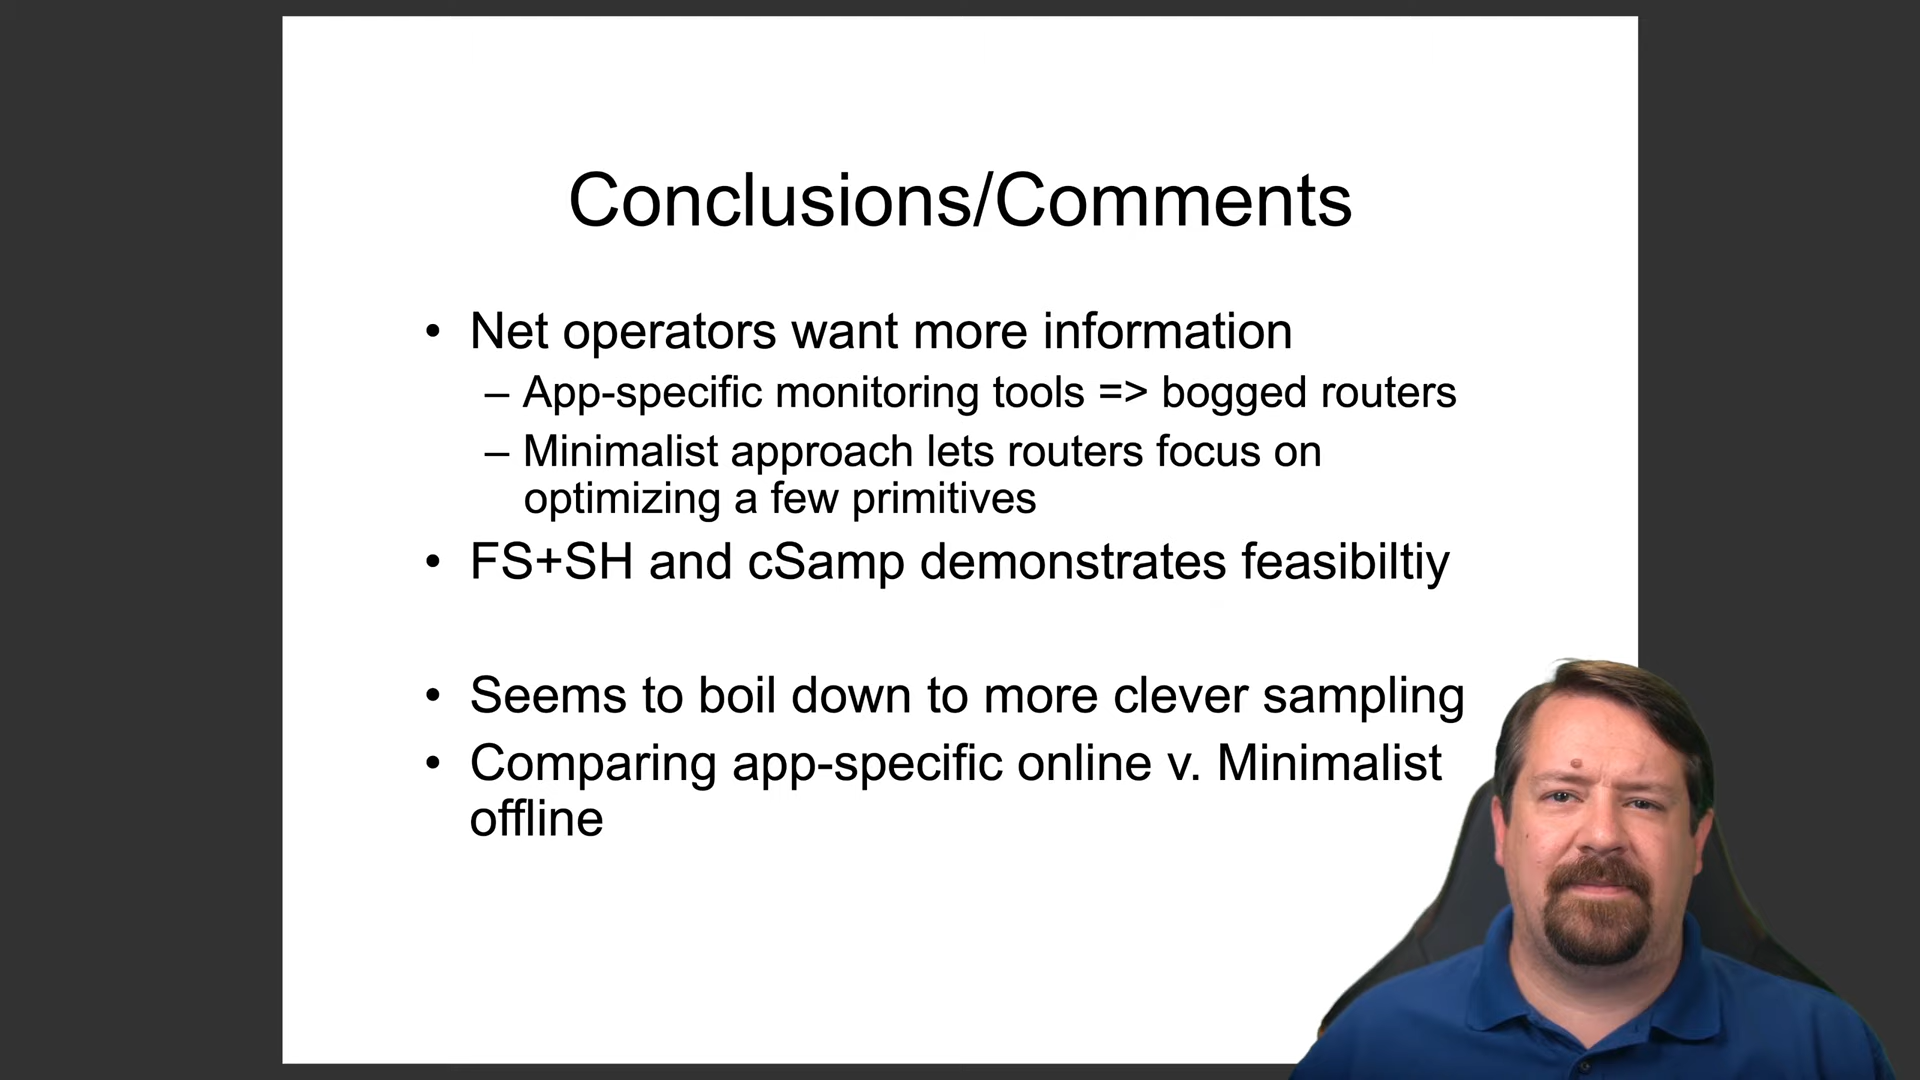 Conclusions/Comments
• Net operators want more information
– App-specific monitoring tools => bogged routers
– Minimalist approach lets routers focus on
optimizing a few primitives
• FS+SH and cSamp demonstrates feasibiltiy
• Seems to boil down to more clever sampling
• Comparing app-specific online v. Minimalist
offline